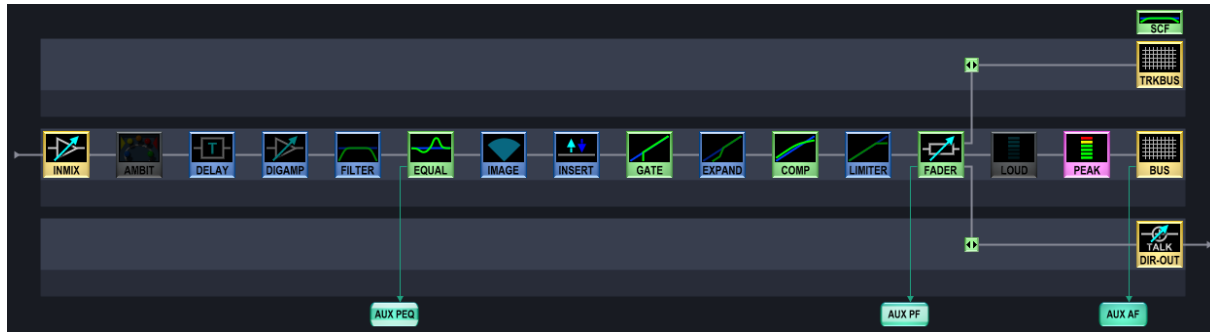 SCF
TRKBUS
INMIX AMBIT DELAY DIGAMP FILTER EQUAL IMAGE INSERT GATE EXPAND COMP LIMITER FADER LOUD PEAK BUS
T
TALK
DIR-OUT
AUX PEQ AUX PF AUX AF